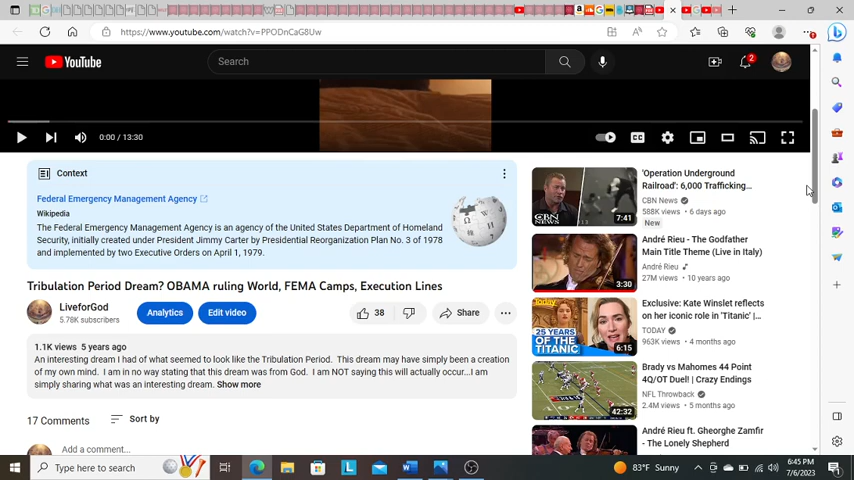 https://www.youtube.com/watch?v=PPODnCaG8Uw
YouTube
Search
2
0:00 / 13:30
CC
Context
Federal Emergency Management Agency
Wikipedia
The Federal Emergency Management Agency is an agency of the United States Department of Homeland
Security, initially created under President Jimmy Carter by Presidential Reorganization Plan No. 3 of 1978
and implemented by two Executive Orders on April 1, 1979.
Tribulation Period Dream? OBAMA ruling World, FEMA Camps, Execution Lines
LiveforGod
5.78K subscribers
Analytics
Edit video
38
Share
1.1K views 5 years ago
An interesting dream I had of what seemed to look like the Tribulation Period. This dream may have simply been a creation
of my own mind. I am in no way stating that this dream was from God. I am NOT saying this will actually occur...I am
simply sharing what was an interesting dream. Show more
17 Comments
Sort by
Add a comment...
CBN NEWS
7:41
'Operation Underground
Railroad': 6,000 Trafficking...
CBN News
588K views • 6 days ago
New
3:30
André Rieu - The Godfather
Main Title Theme (Live in Italy)
André Rieu
27M views • 10 years ago
Today
25 YEARS
OF THE
TITANIC
6:15
Exclusive: Kate Winslet reflects
on her iconic role in 'Titanic' |...
TODAY
963K views • 4 months ago
42:32
Brady vs Mahomes 44 Point
4Q/OT Duel! | Crazy Endings
NFL Throwback
2.4M views • 5 months ago
André Rieu ft. Gheorghe Zamfir
- The Lonely Shepherd
Type here to search
83°F Sunny
6:45 PM
7/6/2023